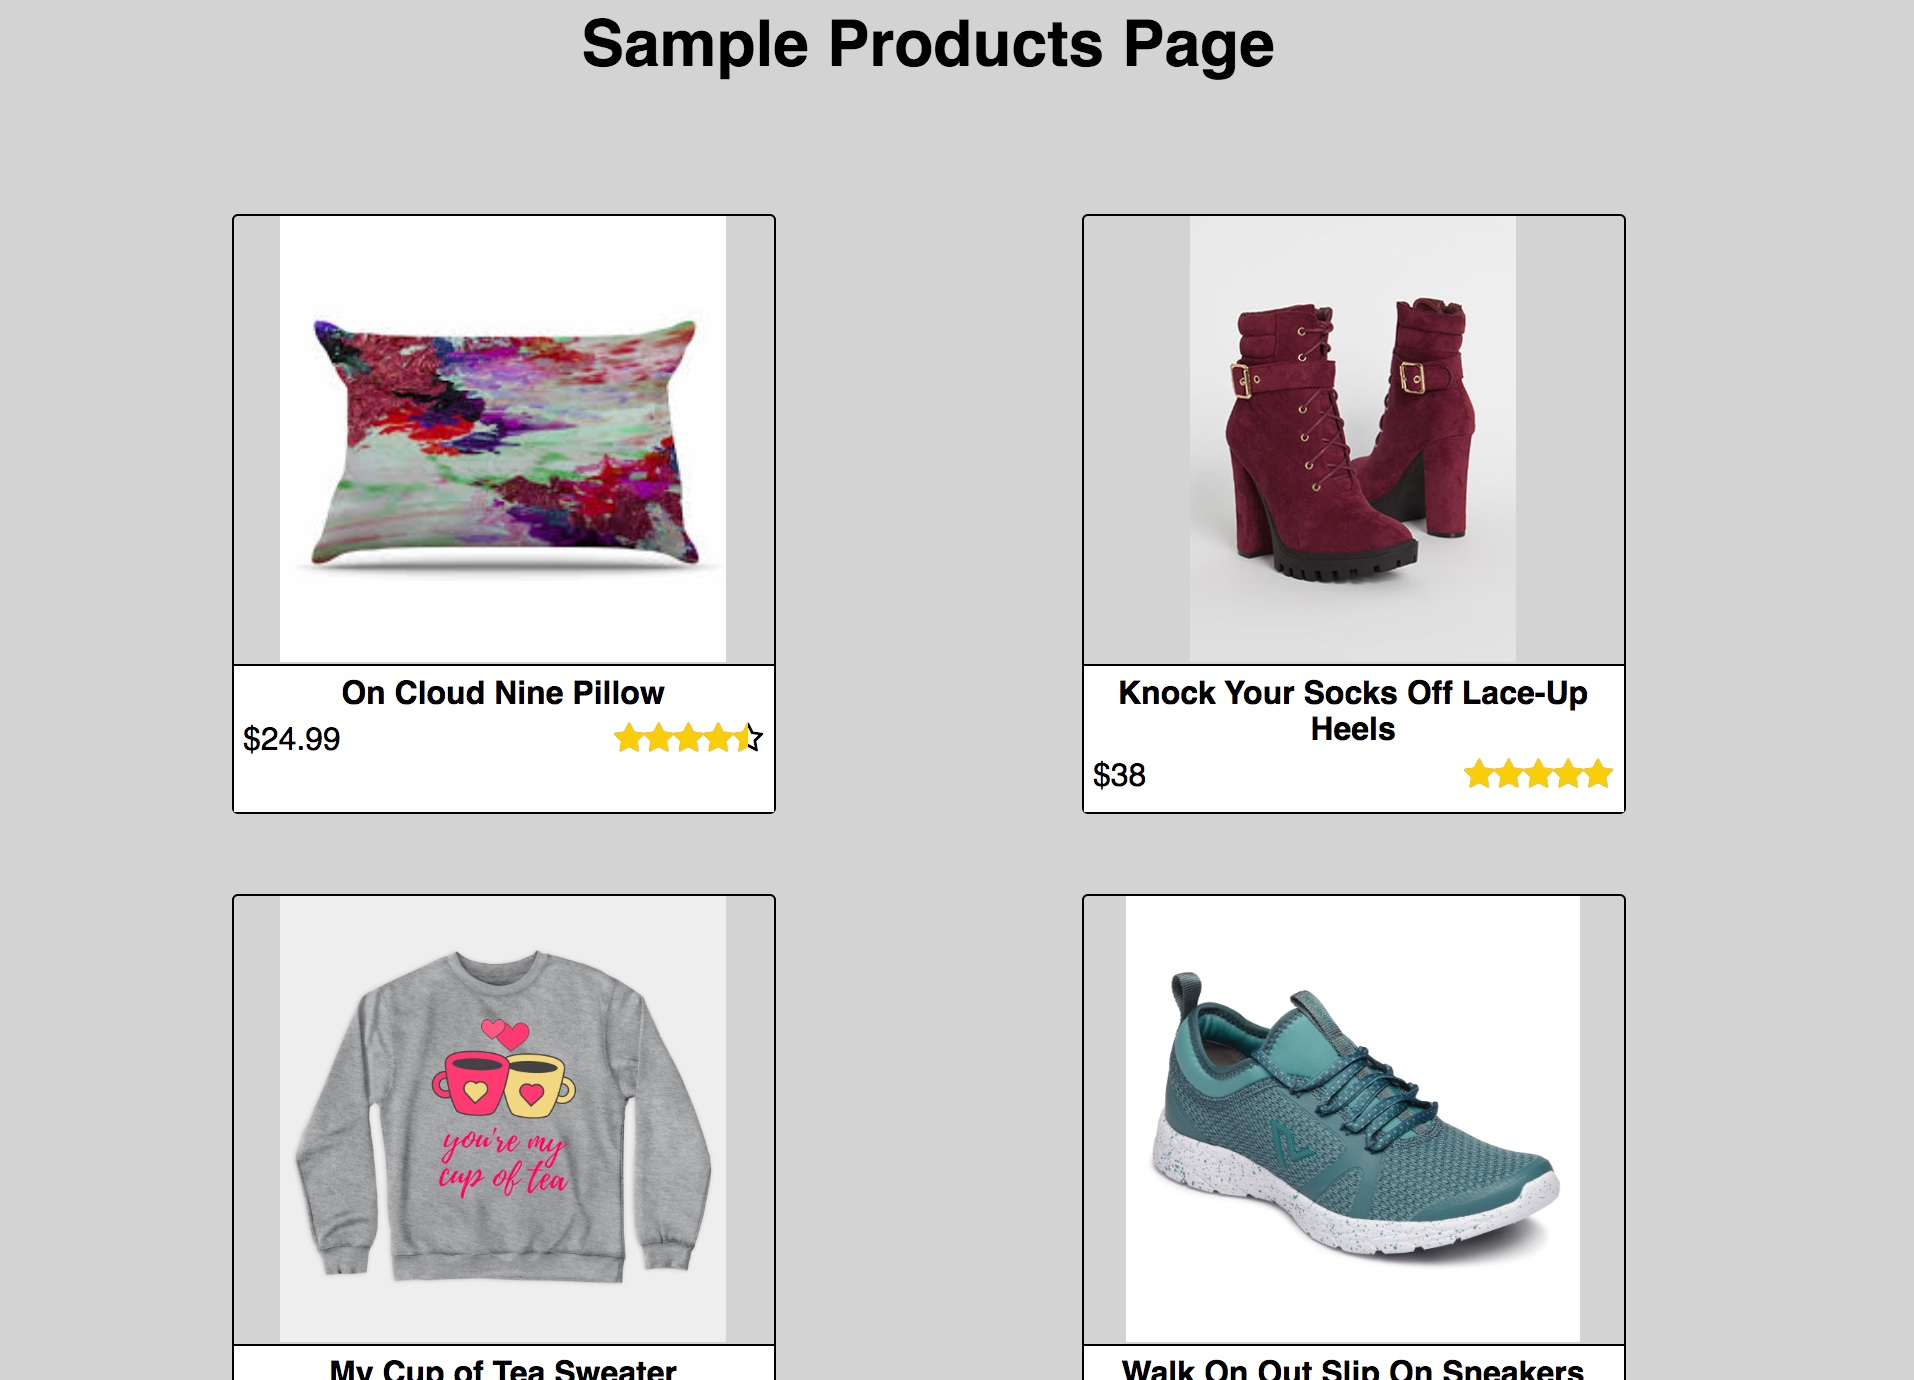 Sample Products Page
On Cloud Nine Pillow
$24.99
Knock Your Socks Off Lace-Up
Heels
$38
you're my
cup of tea
My Cup of Tea Sweater
Walk On Out Slip On Sneakers